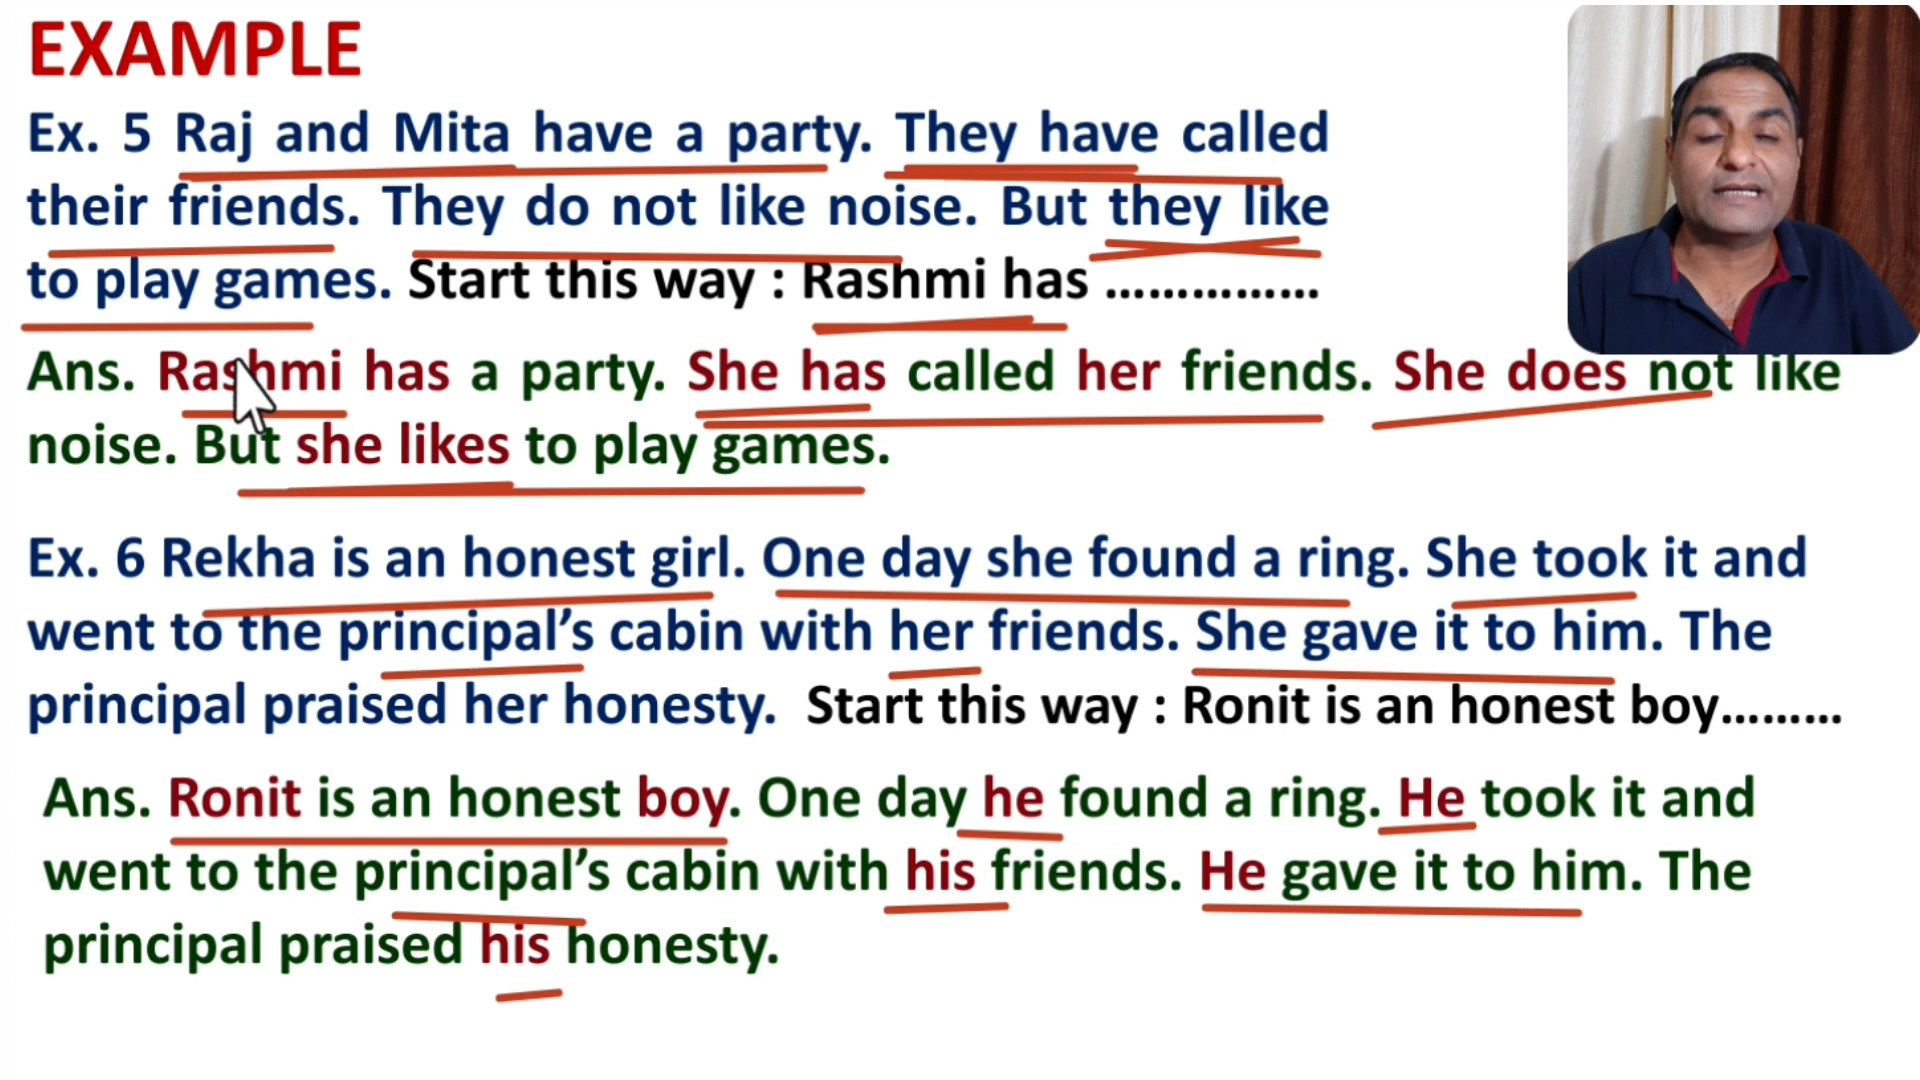 EXAMPLE
Ex. 5 Raj and Mita have a party. They have called
their friends. They do not like noise. But they like
to play games. Start this way : Rashmi has ……………
Ans. Rashmi has a party. She has called her friends. She does not like
noise. But she likes to play games.
Ex. 6 Rekha is an honest girl. One day she found a ring. She took it and
went to the principal’s cabin with her friends. She gave it to him. The
principal praised her honesty. Start this way : Ronit is an honest boy………
Ans. Ronit is an honest boy. One day he found a ring. He took it and
went to the principal’s cabin with his friends. He gave it to him. The
principal praised his honesty.